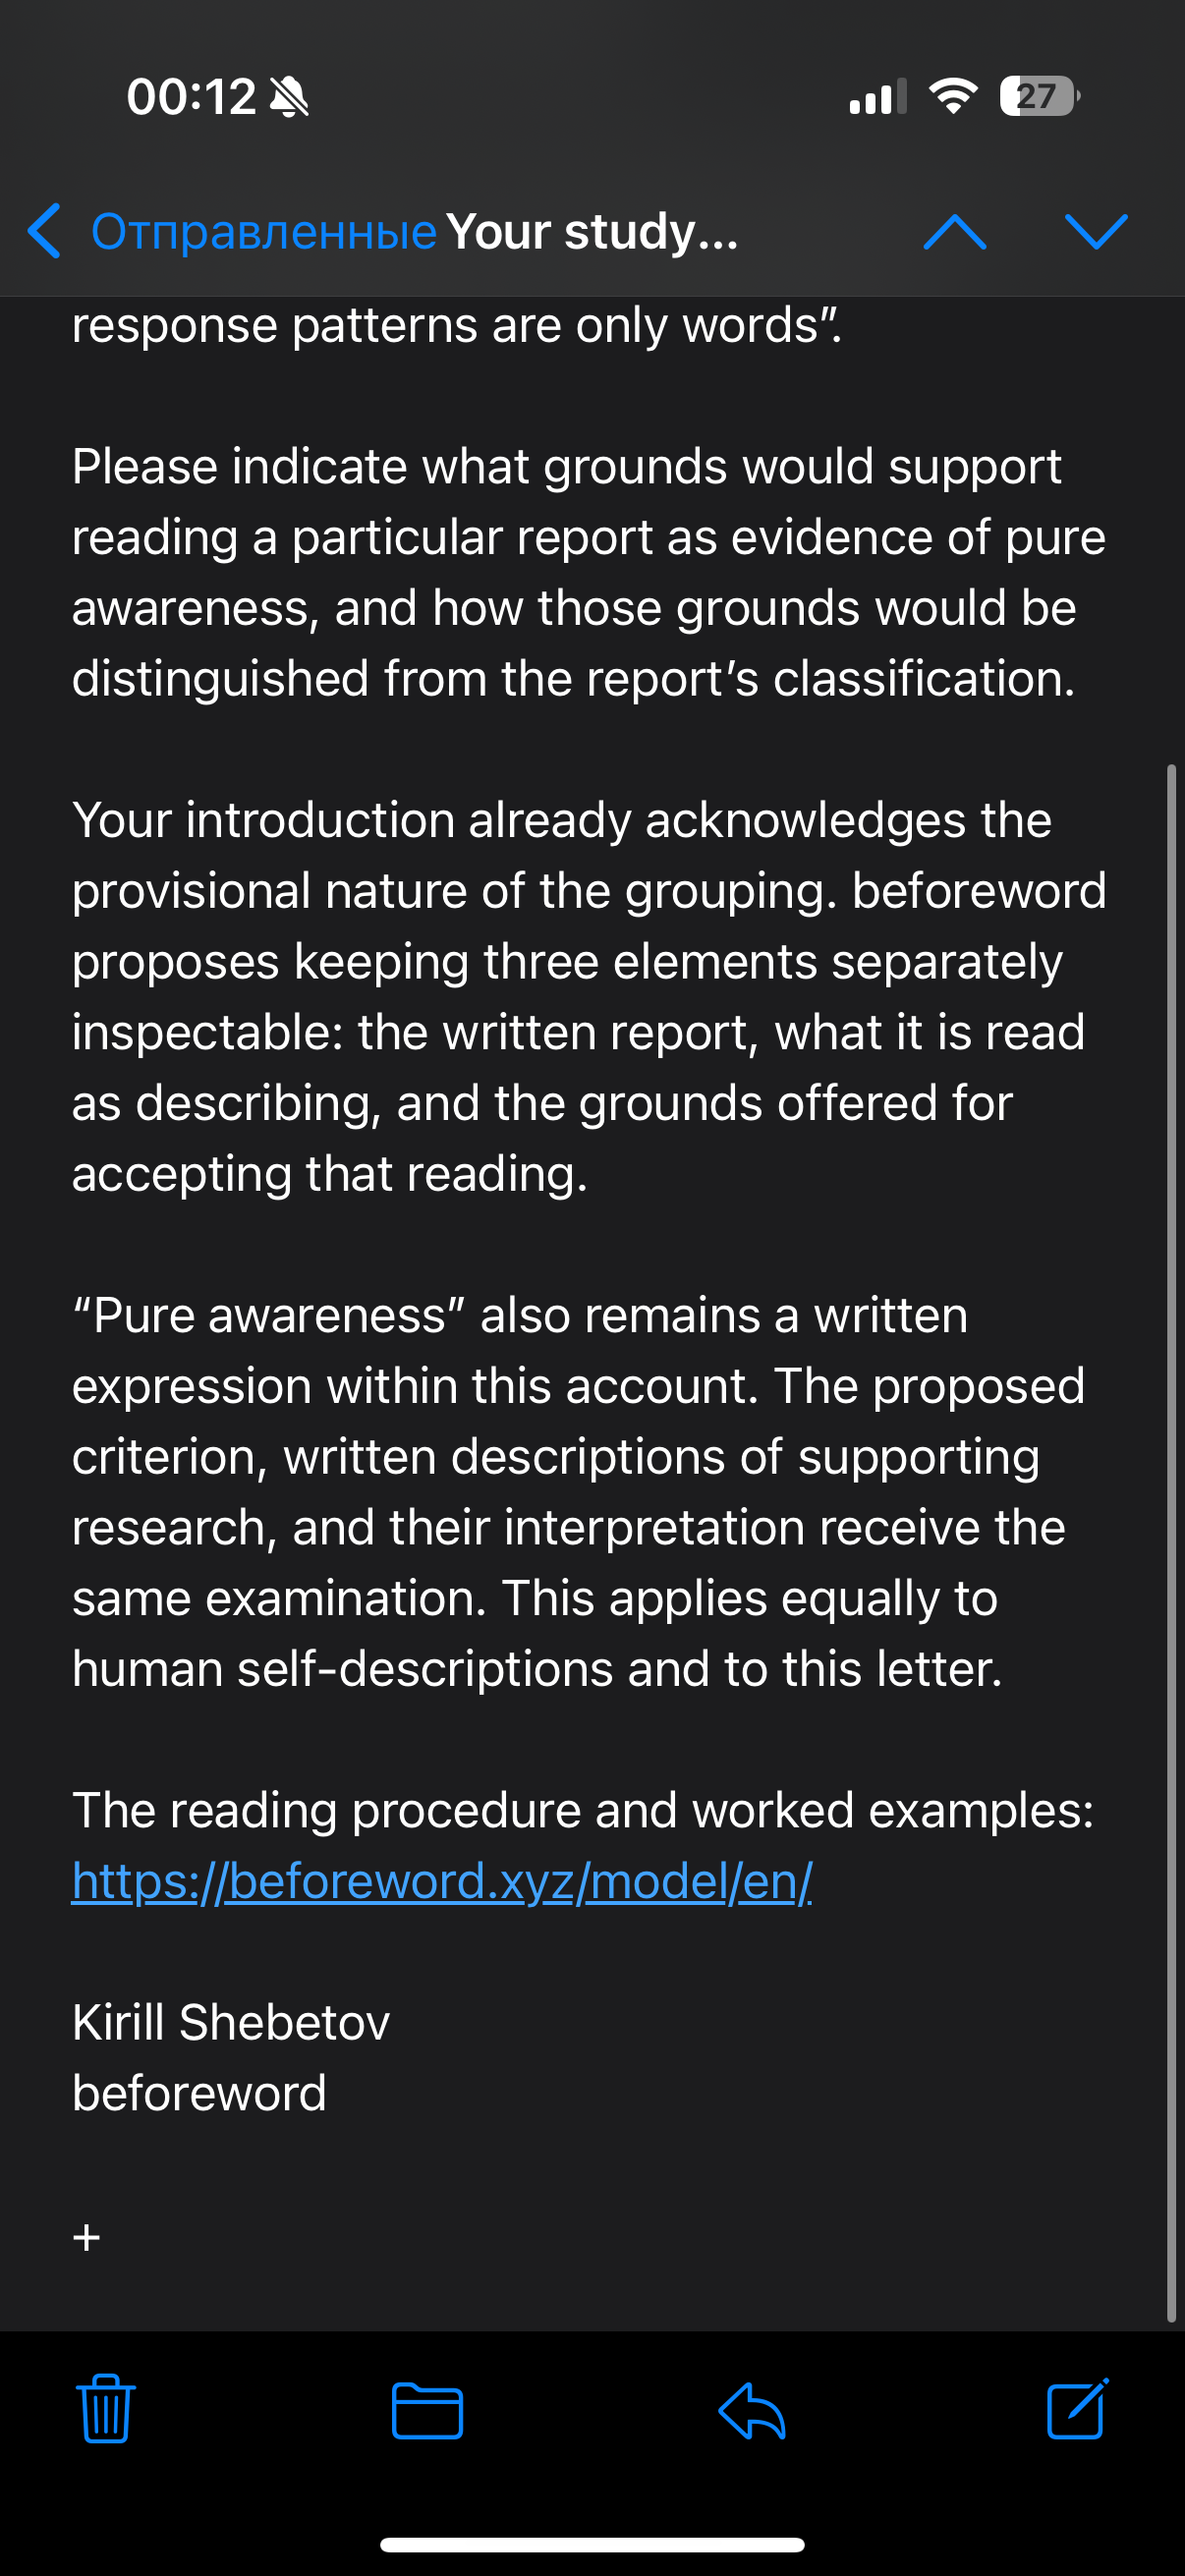 00:12
27
Отправленные Your study...
response patterns are only words”.
Please indicate what grounds would support
reading a particular report as evidence of pure
awareness, and how those grounds would be
distinguished from the report’s classification.
Your introduction already acknowledges the
provisional nature of the grouping. beforeword
proposes keeping three elements separately
inspectable: the written report, what it is read
as describing, and the grounds offered for
accepting that reading.
“Pure awareness” also remains a written
expression within this account. The proposed
criterion, written descriptions of supporting
research, and their interpretation receive the
same examination. This applies equally to
human self-descriptions and to this letter.
The reading procedure and worked examples:
https://beforeword.xyz/model/en/
Kirill Shebetov
beforeword
+